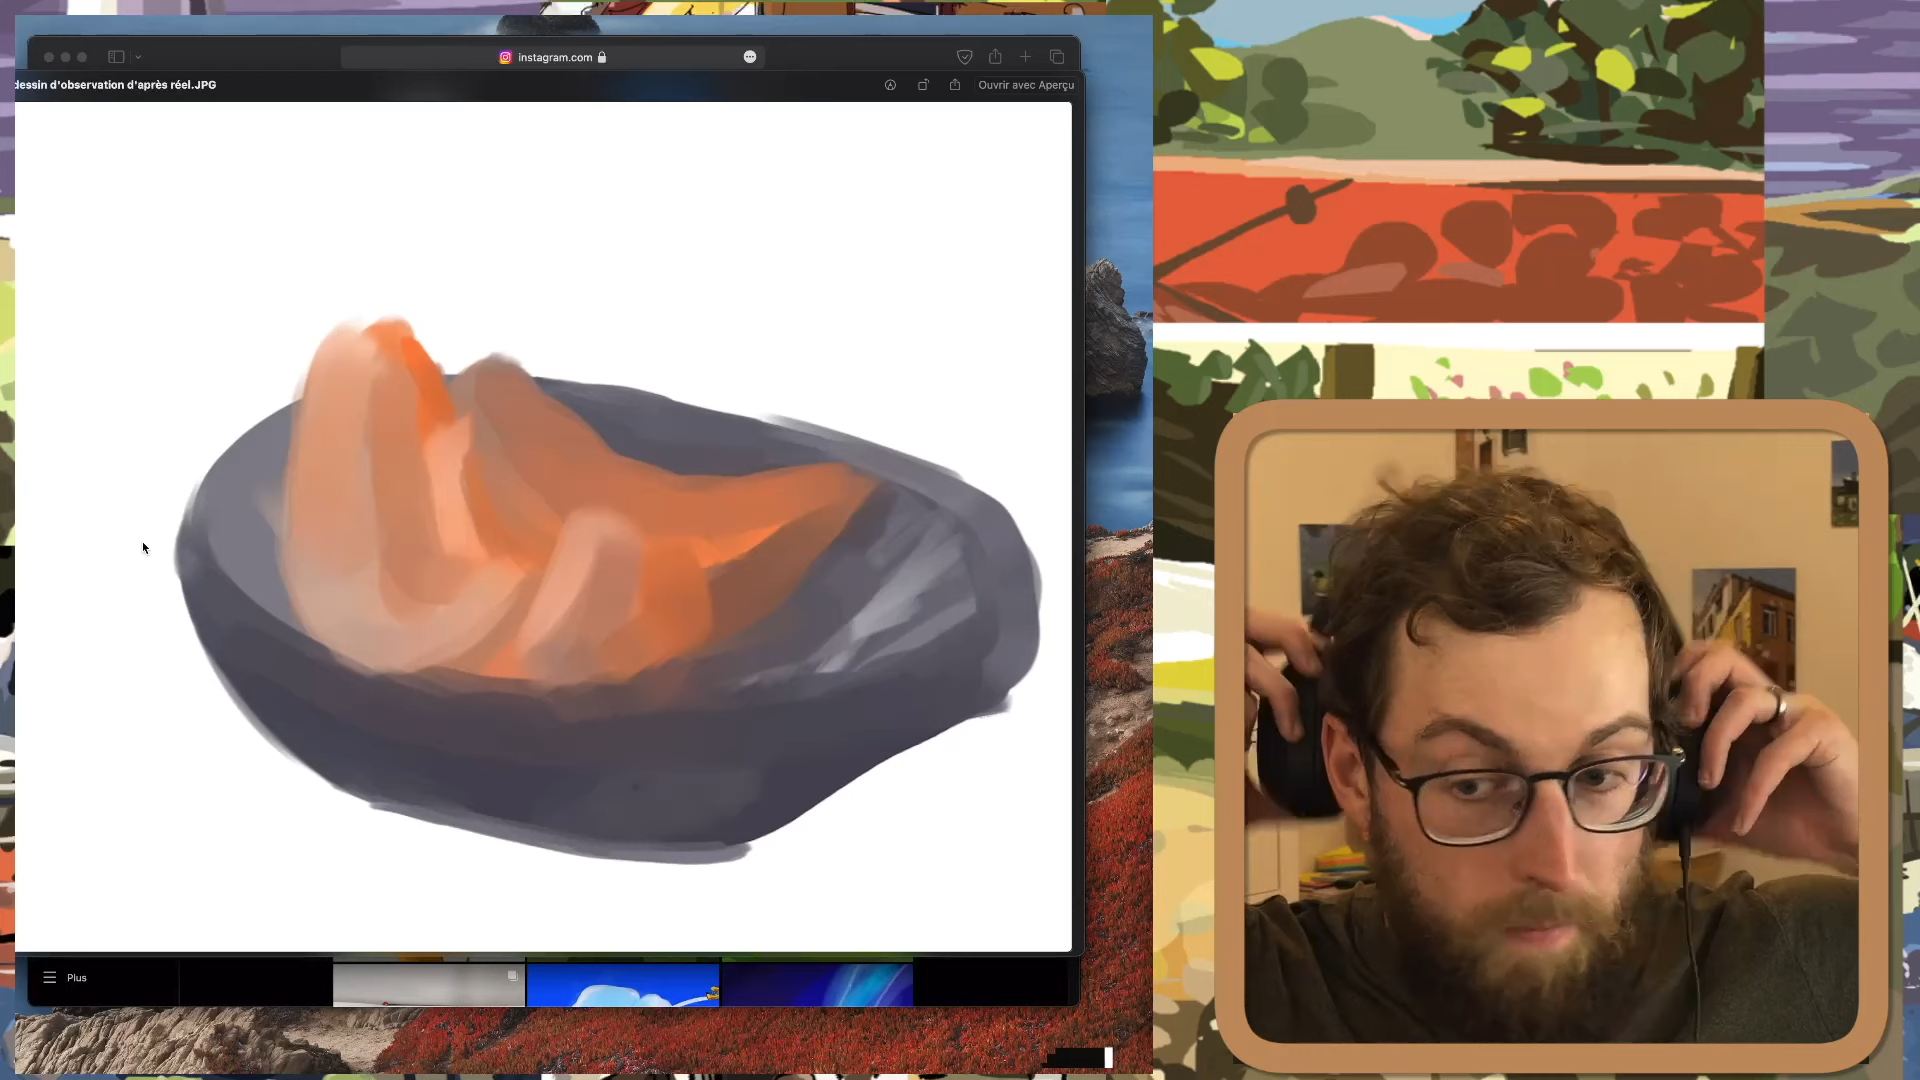 instagram.com
dessin d'observation d'après réel.JPG
Ouvrir avec Aperçu
Plus